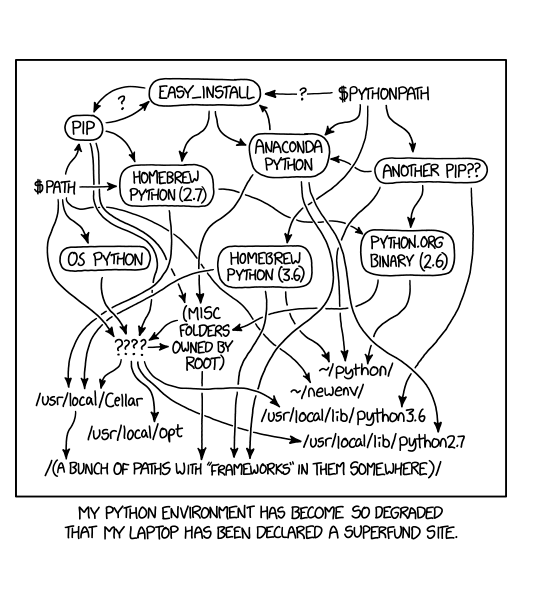 EASY_INSTALL
?
?
$PYTHONPATH
PIP
ANACONDA
PYTHON
ANOTHER PIP??
HOMEBREW
PYTHON (2.7)
$PATH
OS PYTHON
HOMEBREW
PYTHON (3.6)
PYTHON.ORG
BINARY (2.6)
(MISC
FOLDERS
OWNED BY
ROOT)
????
~/python/
~/newenv/
/usr/local/Cellar
/usr/local/lib/python3.6
/usr/local/opt
/usr/local/lib/python2.7
/(A BUNCH OF PATHS WITH "FRAMEWORKS" IN THEM SOMEWHERE)/
MY PYTHON ENVIRONMENT HAS BECOME SO DEGRADED
THAT MY LAPTOP HAS BEEN DECLARED A SUPERFUND SITE.